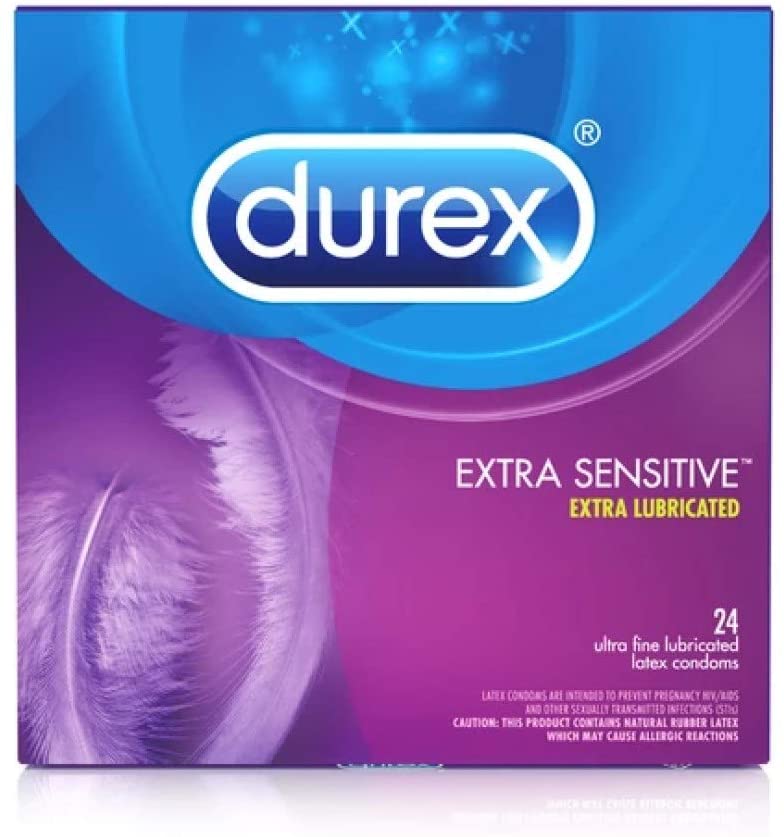 durex®
EXTRA SENSITIVE™
EXTRA LUBRICATED
24
ultra fine lubricated
latex condoms
LATEX CONDOMS ARE INTENDED TO PREVENT PREGNANCY HIV/AIDS
AND OTHER SEXUALLY TRANSMITTED INFECTIONS (STIs)
CAUTION: THIS PRODUCT CONTAINS NATURAL RUBBER LATEX
WHICH MAY CAUSE ALLERGIC REACTIONS